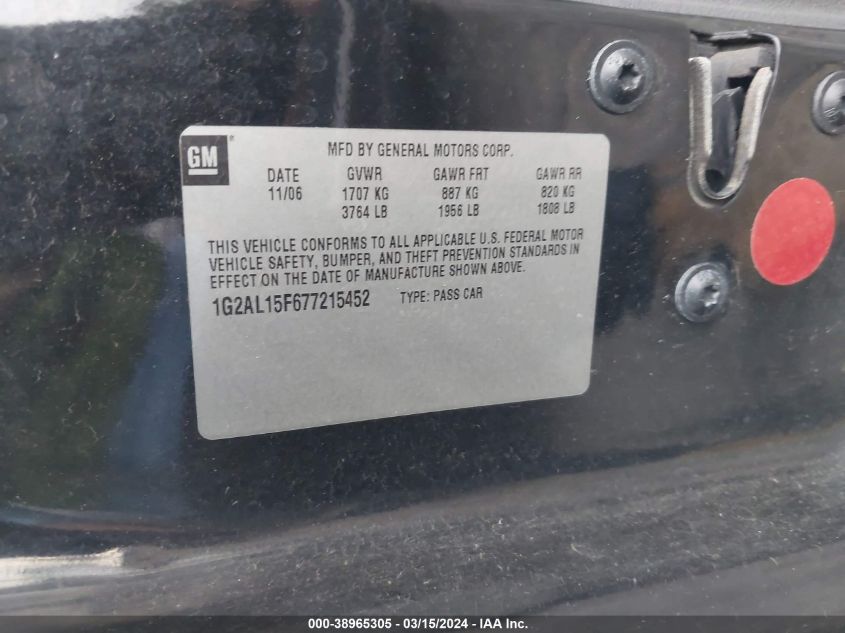 GM ®
MFD BY GENERAL MOTORS CORP.
DATE GVWR GAWR FRT GAWR RR
11/06 1707 KG 887 KG 820 KG
3764 LB 1956 LB 1808 LB
THIS VEHICLE CONFORMS TO ALL APPLICABLE U.S. FEDERAL MOTOR
VEHICLE SAFETY, BUMPER, AND THEFT PREVENTION STANDARDS IN
EFFECT ON THE DATE OF MANUFACTURE SHOWN ABOVE.
1G2AL15F677215452 TYPE: PASS CAR
000-38965305 - 03/15/2024 - IAA Inc.